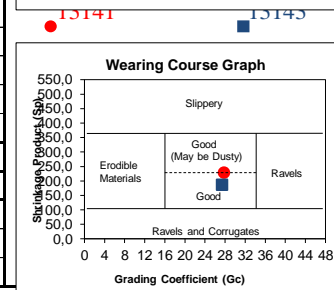 13141 13143
Wearing Course Graph
Shrinkage Product (Sp)
550,0
500,0
450,0
400,0
350,0
300,0
250,0
200,0
150,0
100,0
50,0
0,0
Slippery
Good
(May be Dusty)
Erodible
Materials
Ravels
Good
Ravels and Corrugates
0 4 8 12 16 20 24 28 32 36 40 44 48
Grading Coefficient (Gc)